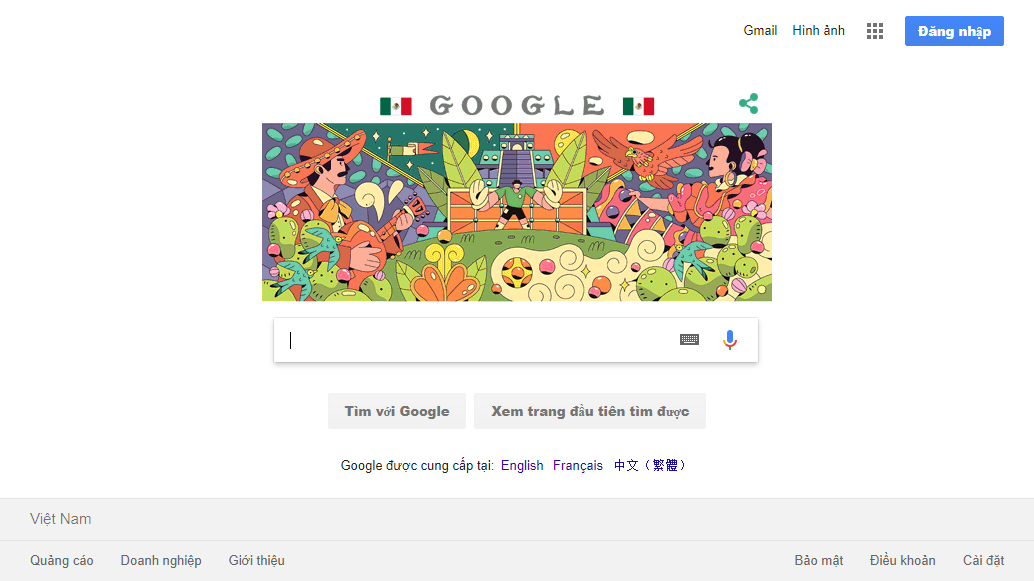 Gmail Hình ảnh Đăng nhập
GOOGLE
Tìm với Google Xem trang đầu tiên tìm được
Google được cung cấp tại: English Français 中文（繁體）
Việt Nam
Quảng cáo Doanh nghiệp Giới thiệu Bảo mật Điều khoản Cài đặt